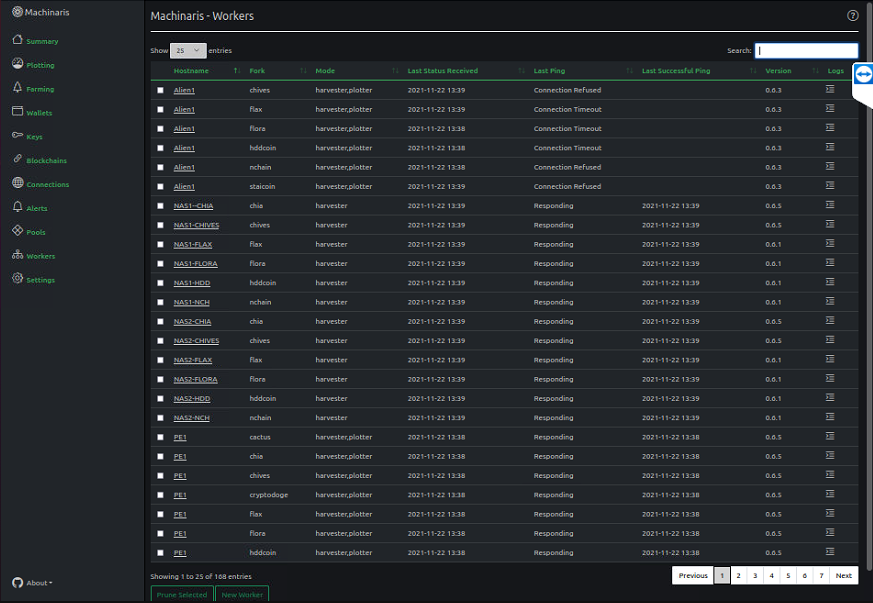 Machinaris
Summary
Plotting
Farming
Wallets
Keys
Blockchains
Connections
Alerts
Pools
Workers
Settings
About
Machinaris - Workers
Show 25 entries
Search:
Hostname Fork Mode Last Status Received Last Ping Last Successful Ping Version Logs
Alien1 chives harvester,plotter 2021-11-22 13:39 Connection Refused 0.6.3
Alien1 flax harvester,plotter 2021-11-22 13:39 Connection Timeout 0.6.3
Alien1 flora harvester,plotter 2021-11-22 13:38 Connection Timeout 0.6.3
Alien1 hddcoin harvester,plotter 2021-11-22 13:38 Connection Timeout 0.6.3
Alien1 nchain harvester,plotter 2021-11-22 13:38 Connection Refused 0.6.3
Alien1 staicoin harvester,plotter 2021-11-22 13:39 Connection Refused 0.6.3
NAS1--CHIA chia harvester 2021-11-22 13:39 Responding 2021-11-22 13:39 0.6.5
NAS1-CHIVES chives harvester 2021-11-22 13:39 Responding 2021-11-22 13:39 0.6.5
NAS1-FLAX flax harvester 2021-11-22 13:39 Responding 2021-11-22 13:39 0.6.1
NAS1-FLORA flora harvester 2021-11-22 13:39 Responding 2021-11-22 13:39 0.6.1
NAS1-HDD hddcoin harvester 2021-11-22 13:39 Responding 2021-11-22 13:39 0.6.1
NAS1-NCH nchain harvester 2021-11-22 13:39 Responding 2021-11-22 13:39 0.6.1
NAS2-CHIA chia harvester 2021-11-22 13:39 Responding 2021-11-22 13:39 0.6.5
NAS2-CHIVES chives harvester 2021-11-22 13:39 Responding 2021-11-22 13:39 0.6.5
NAS2-FLAX flax harvester 2021-11-22 13:39 Responding 2021-11-22 13:39 0.6.1
NAS2-FLORA flora harvester 2021-11-22 13:39 Responding 2021-11-22 13:39 0.6.1
NAS2-HDD hddcoin harvester 2021-11-22 13:39 Responding 2021-11-22 13:39 0.6.1
NAS2-NCH nchain harvester 2021-11-22 13:39 Responding 2021-11-22 13:39 0.6.1
PE1 cactus harvester,plotter 2021-11-22 13:38 Responding 2021-11-22 13:38 0.6.5
PE1 chia harvester,plotter 2021-11-22 13:38 Responding 2021-11-22 13:38 0.6.5
PE1 chives harvester,plotter 2021-11-22 13:38 Responding 2021-11-22 13:38 0.6.5
PE1 cryptodoge harvester,plotter 2021-11-22 13:38 Responding 2021-11-22 13:38 0.6.5
PE1 flax harvester,plotter 2021-11-22 13:38 Responding 2021-11-22 13:38 0.6.5
PE1 flora harvester,plotter 2021-11-22 13:38 Responding 2021-11-22 13:38 0.6.5
PE1 hddcoin harvester,plotter 2021-11-22 13:38 Responding 2021-11-22 13:38 0.6.5
Showing 1 to 25 of 168 entries
Previous 1 2 3 4 5 6 7 Next
Prune Selected New Worker